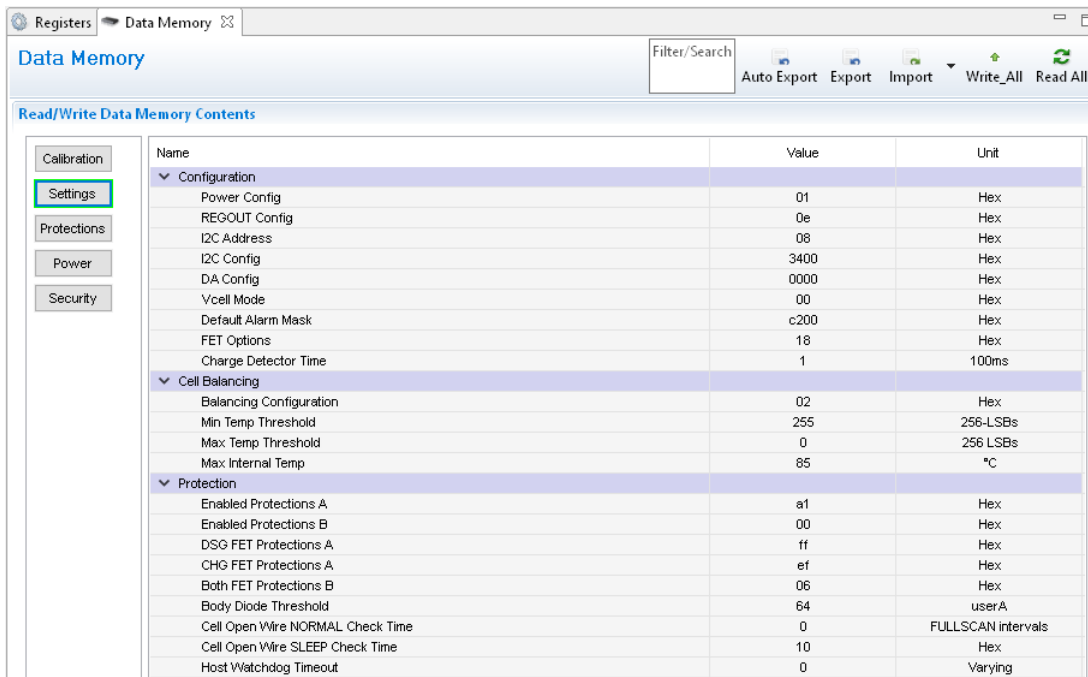 Registers Data Memory
Data Memory
Filter/Search
Auto Export Export Import Write_All Read All
Read/Write Data Memory Contents
Calibration
Settings
Protections
Power
Security
Name Value Unit
Configuration
Power Config 01 Hex
REGOUT Config 0e Hex
I2C Address 08 Hex
I2C Config 3400 Hex
DA Config 0000 Hex
Vcell Mode 00 Hex
Default Alarm Mask c200 Hex
FET Options 18 Hex
Charge Detector Time 1 100ms
Cell Balancing
Balancing Configuration 02 Hex
Min Temp Threshold 255 256-LSBs
Max Temp Threshold 0 256 LSBs
Max Internal Temp 85 °C
Protection
Enabled Protections A a1 Hex
Enabled Protections B 00 Hex
DSG FET Protections A ff Hex
CHG FET Protections A ef Hex
Both FET Protections B 06 Hex
Body Diode Threshold 64 userA
Cell Open Wire NORMAL Check Time 0 FULLSCAN intervals
Cell Open Wire SLEEP Check Time 10 Hex
Host Watchdog Timeout 0 Varying